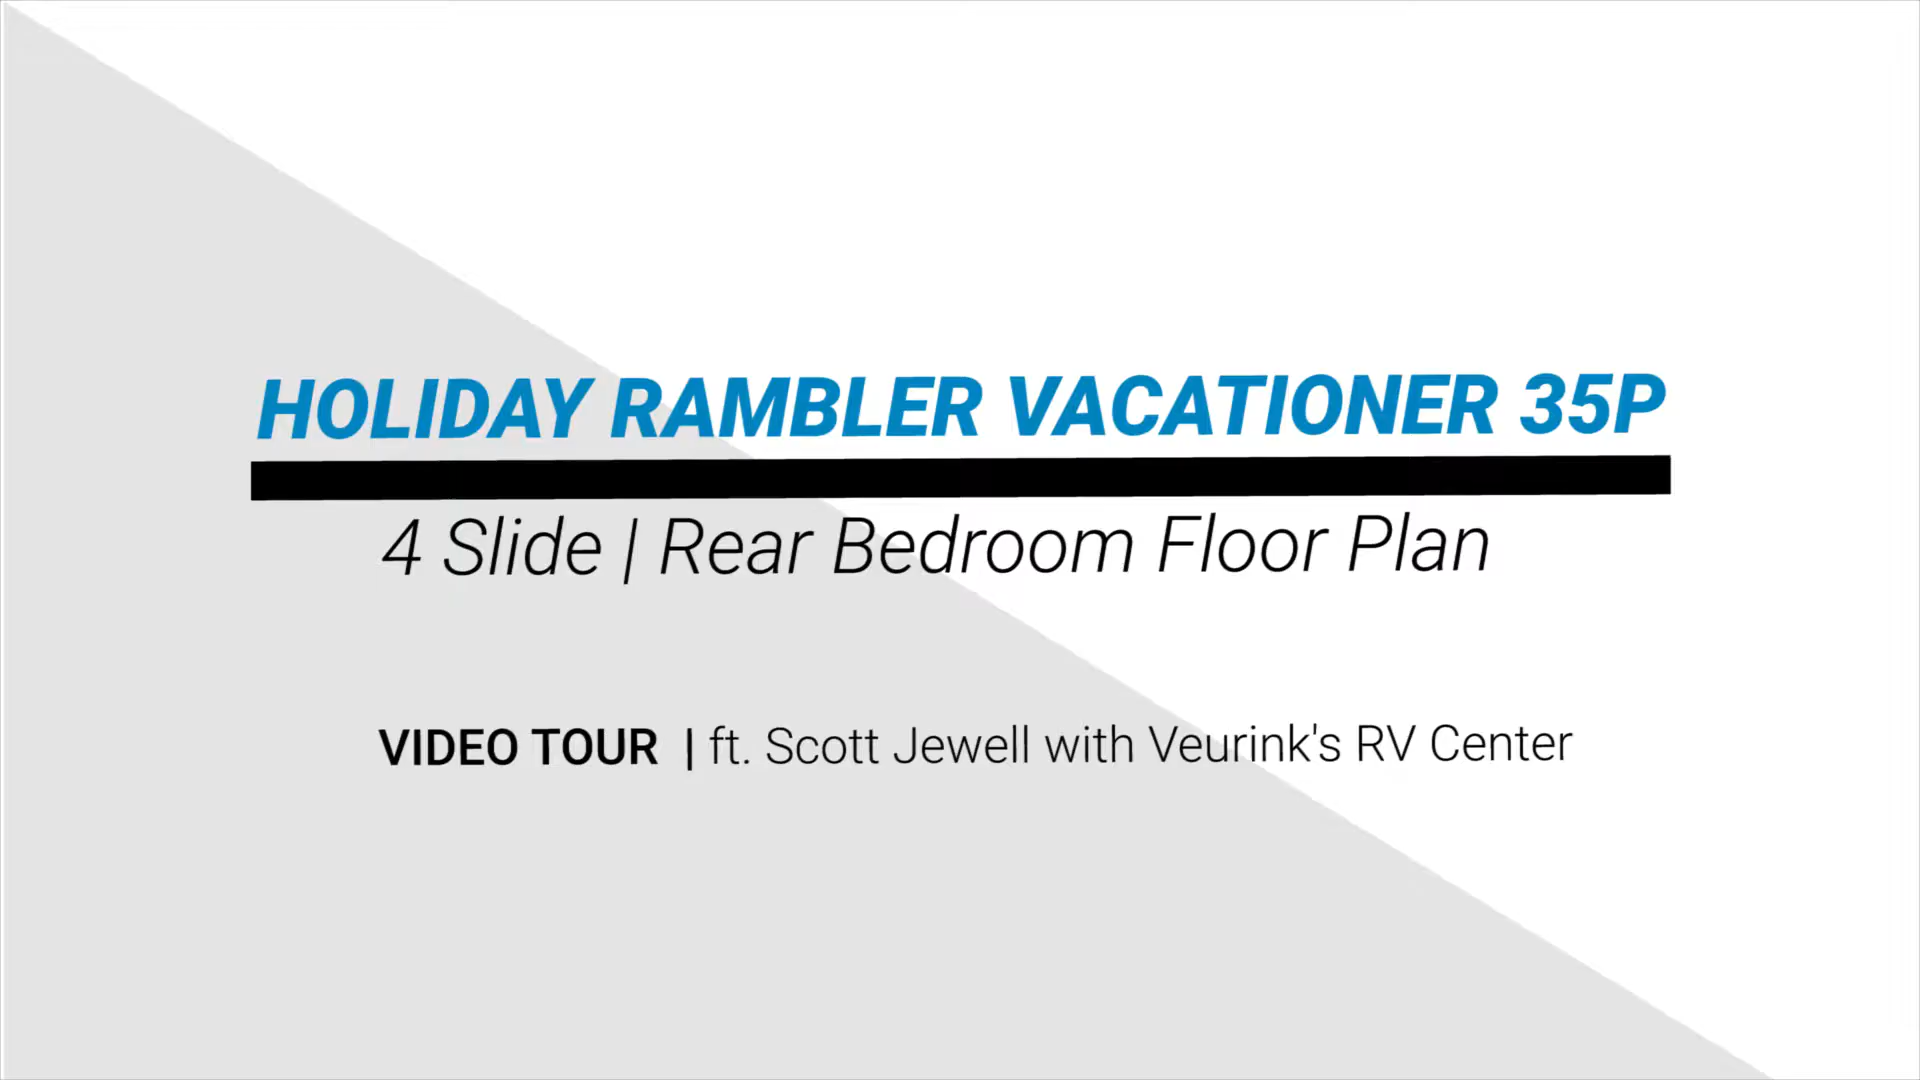 HOLIDAY RAMBLER VACATIONER 35P
4 Slide | Rear Bedroom Floor Plan
VIDEO TOUR | ft. Scott Jewell with Veurink's RV Center